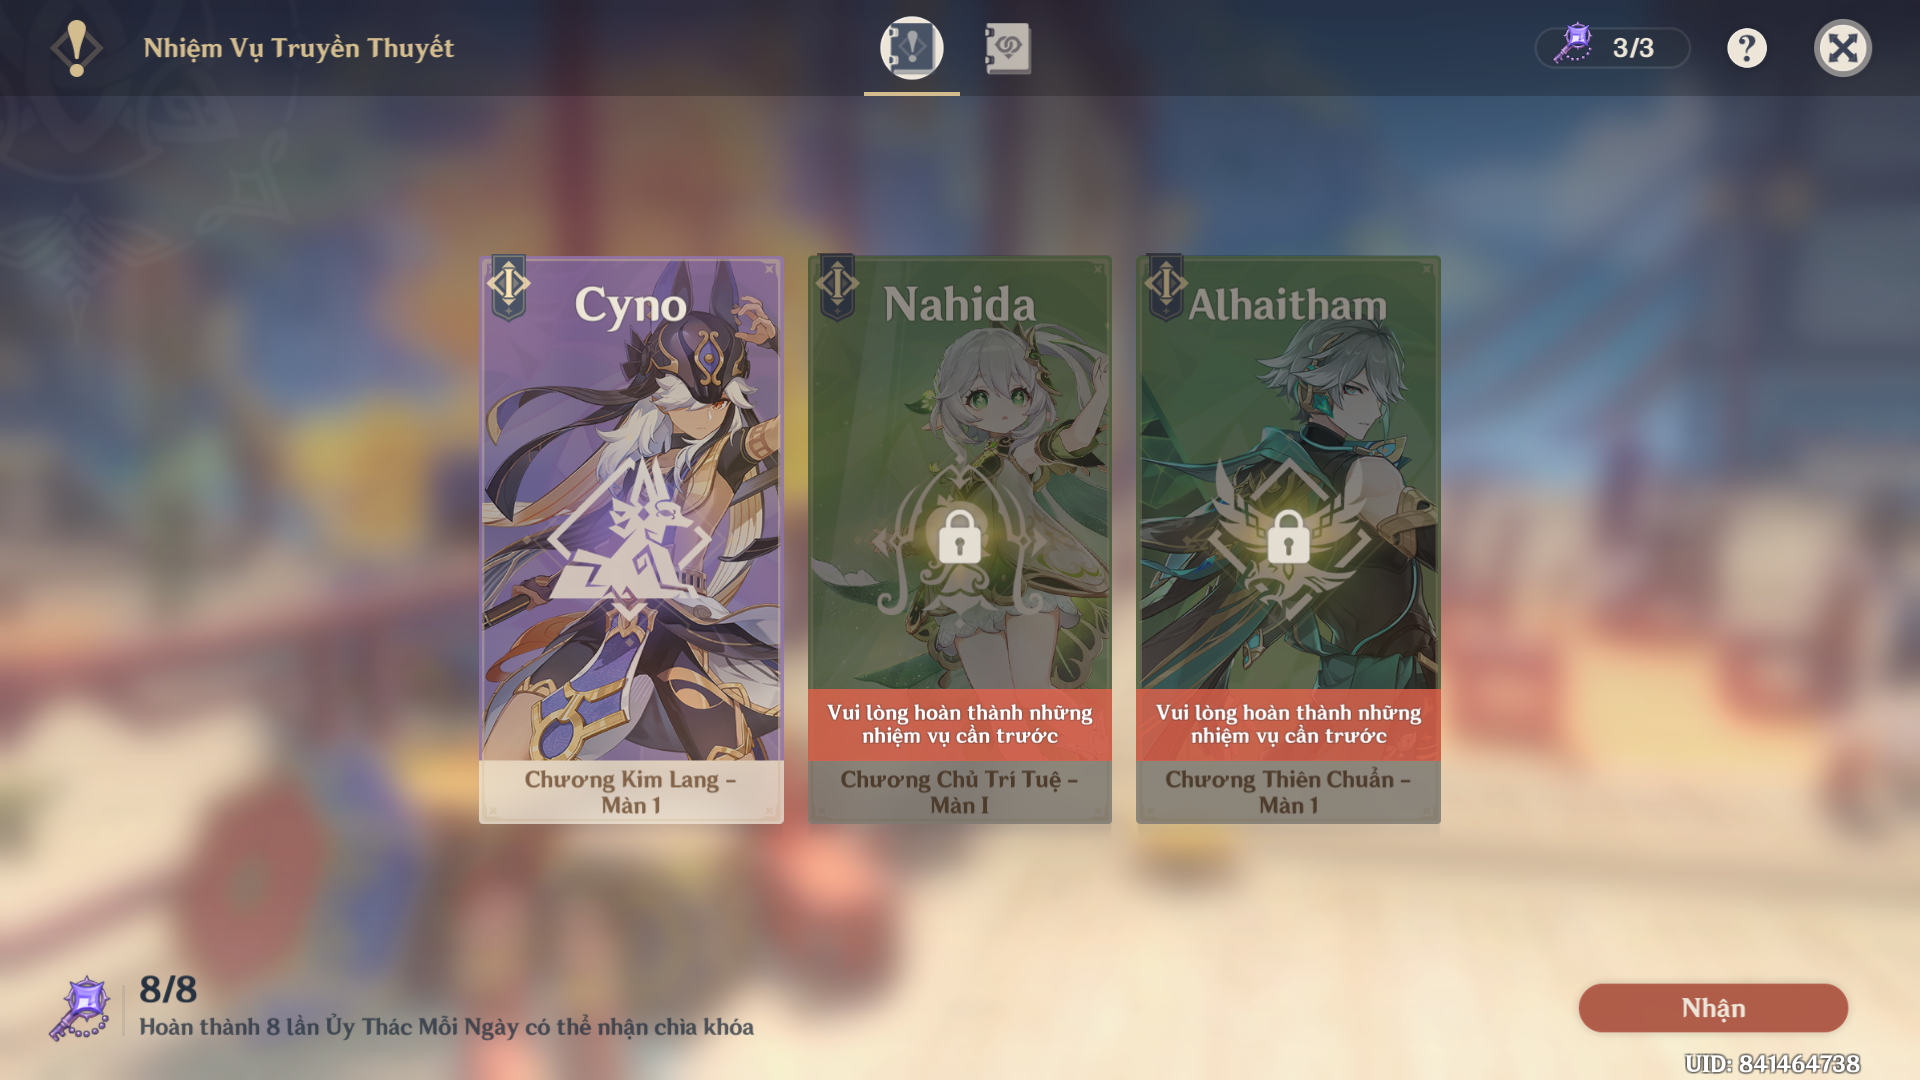 Nhiệm Vụ Truyền Thuyết
3/3
?
Cyno
Chương Kim Lang –
Màn 1
Nahida
Vui lòng hoàn thành những
nhiệm vụ cần trước
Chương Chủ Trí Tuệ –
Màn I
Alhaitham
Vui lòng hoàn thành những
nhiệm vụ cần trước
Chương Thiên Chuẩn –
Màn 1
8/8
Hoàn thành 8 lần Ủy Thác Mỗi Ngày có thể nhận chìa khóa
Nhận
UID: 841464738